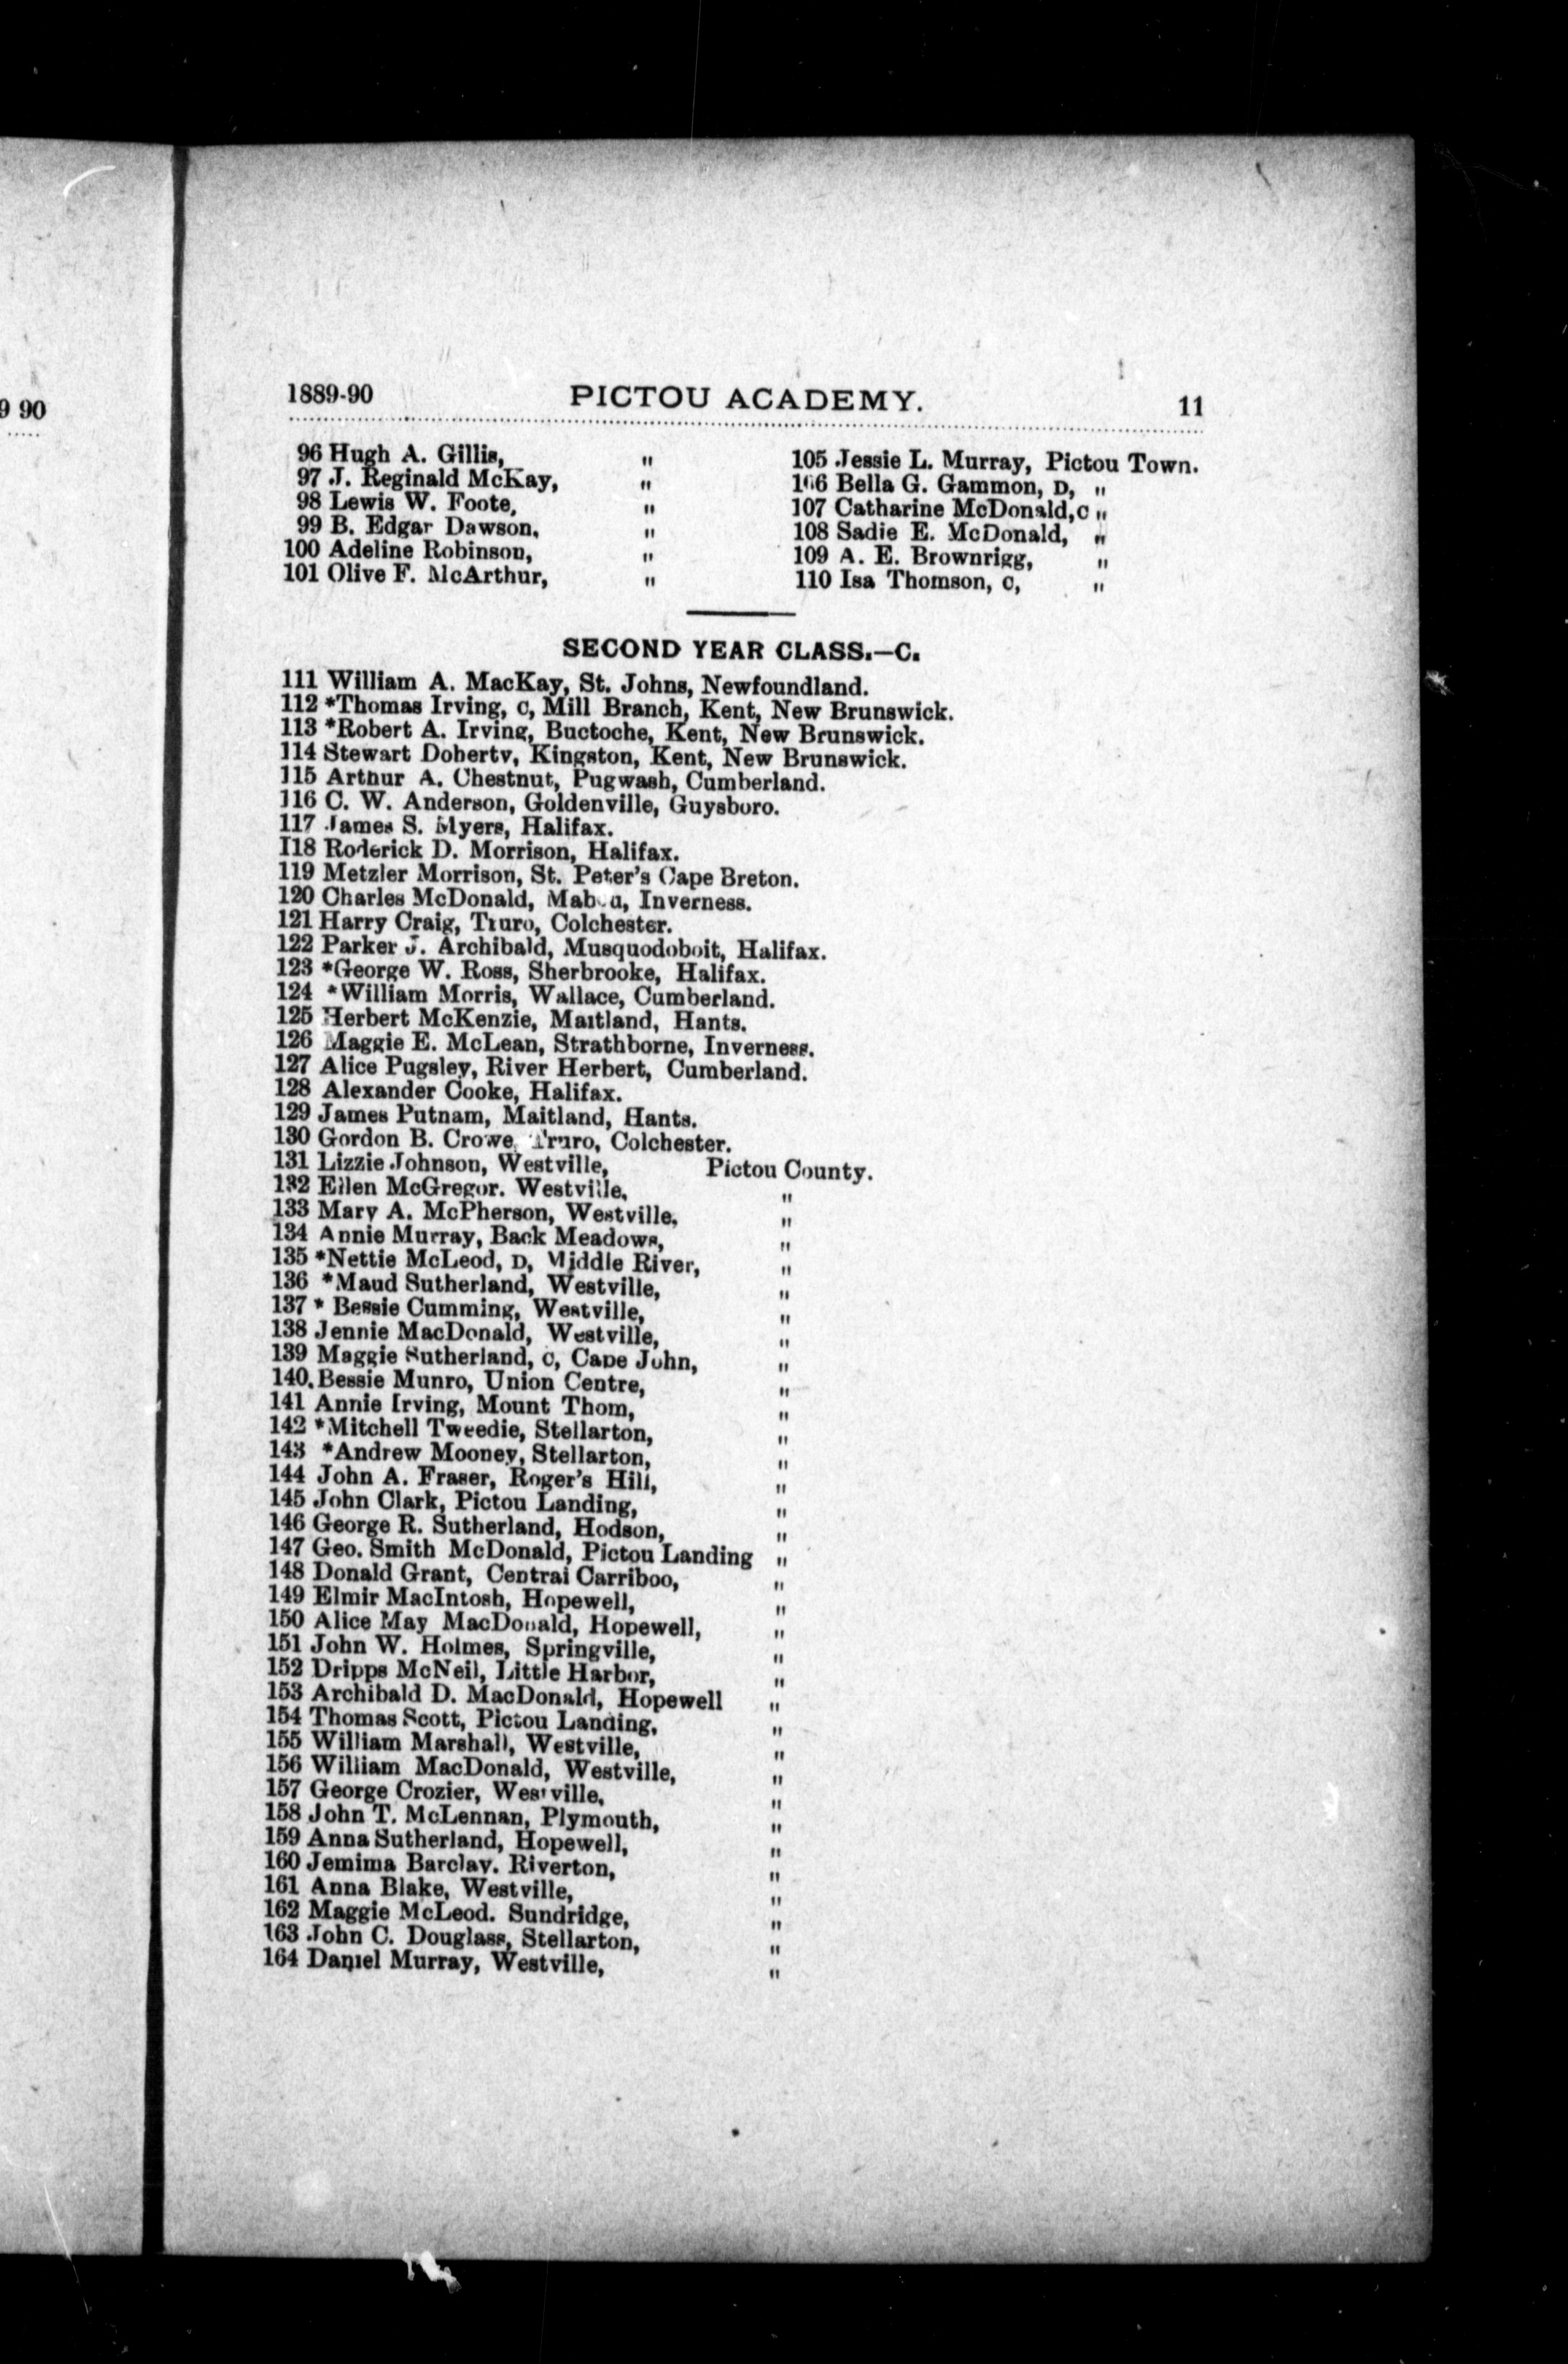 9 90
1889-90 PICTOU ACADEMY. 11
96 Hugh A. Gillis, "
97 J. Reginald McKay, "
98 Lewis W. Foote, "
99 B. Edgar Dawson, "
100 Adeline Robinson, "
101 Olive F. McArthur, "
105 Jessie L. Murray, Pictou Town.
106 Bella G. Gammon, D, "
107 Catharine McDonald, C "
108 Sadie E. McDonald, "
109 A. E. Brownrigg, "
110 Isa Thomson, C, "
SECOND YEAR CLASS.—C.
111 William A. MacKay, St. Johns, Newfoundland.
112 *Thomas Irving, C, Mill Branch, Kent, New Brunswick.
113 *Robert A. Irving, Buctoche, Kent, New Brunswick.
114 Stewart Doherty, Kingston, Kent, New Brunswick.
115 Arthur A. Chestnut, Pugwash, Cumberland.
116 C. W. Anderson, Goldenville, Guysboro.
117 James S. Myers, Halifax.
118 Roderick D. Morrison, Halifax.
119 Metzler Morrison, St. Peter's Cape Breton.
120 Charles McDonald, Mabou, Inverness.
121 Harry Craig, Truro, Colchester.
122 Parker J. Archibald, Musquodoboit, Halifax.
123 *George W. Ross, Sherbrooke, Halifax.
124 *William Morris, Wallace, Cumberland.
125 Herbert McKenzie, Maitland, Hants.
126 Maggie E. McLean, Strathborne, Inverness.
127 Alice Pugsley, River Herbert, Cumberland.
128 Alexander Cooke, Halifax.
129 James Putnam, Maitland, Hants.
130 Gordon B. Crowe, Truro, Colchester.
131 Lizzie Johnson, Westville, Pictou County.
132 Ellen McGregor. Westville, "
133 Mary A. McPherson, Westville, "
134 Annie Murray, Back Meadows, "
135 *Nettie McLeod, D, Middle River, "
136 *Maud Sutherland, Westville, "
137 * Bessie Cumming, Westville, "
138 Jennie MacDonald, Westville, "
139 Maggie Sutherland, C, Cape John, "
140. Bessie Munro, Union Centre, "
141 Annie Irving, Mount Thom, "
142 *Mitchell Tweedie, Stellarton, "
143 *Andrew Mooney, Stellarton, "
144 John A. Fraser, Roger's Hill, "
145 John Clark, Pictou Landing, "
146 George R. Sutherland, Hodson, "
147 Geo. Smith McDonald, Pictou Landing "
148 Donald Grant, Central Carriboo, "
149 Elmir MacIntosh, Hopewell, "
150 Alice May MacDonald, Hopewell, "
151 John W. Holmes, Springville, "
152 Dripps McNeil, Little Harbor, "
153 Archibald D. MacDonald, Hopewell "
154 Thomas Scott, Pictou Landing, "
155 William Marshall, Westville, "
156 William MacDonald, Westville, "
157 George Crozier, Westville, "
158 John T. McLennan, Plymouth, "
159 Anna Sutherland, Hopewell, "
160 Jemima Barclay. Riverton, "
161 Anna Blake, Westville, "
162 Maggie McLeod. Sundridge, "
163 John C. Douglass, Stellarton, "
164 Daniel Murray, Westville, "